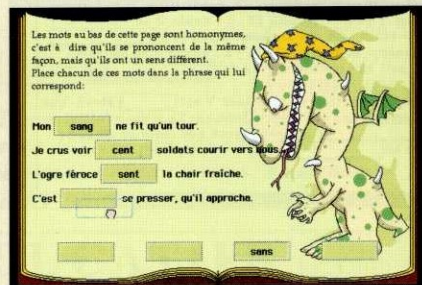 Les mots au bas de cette page sont homonymes,
c'est à dire qu'ils se prononcent de la même
façon, mais qu'ils ont un sens différent.
Place chacun de ces mots dans la phrase qui lui
correspond:
Mon sang ne fit qu'un tour.
Je crus voir cent soldats courir vers nous.
L'ogre féroce sent la chair fraîche.
C'est se presser, qu'il approche.
sans